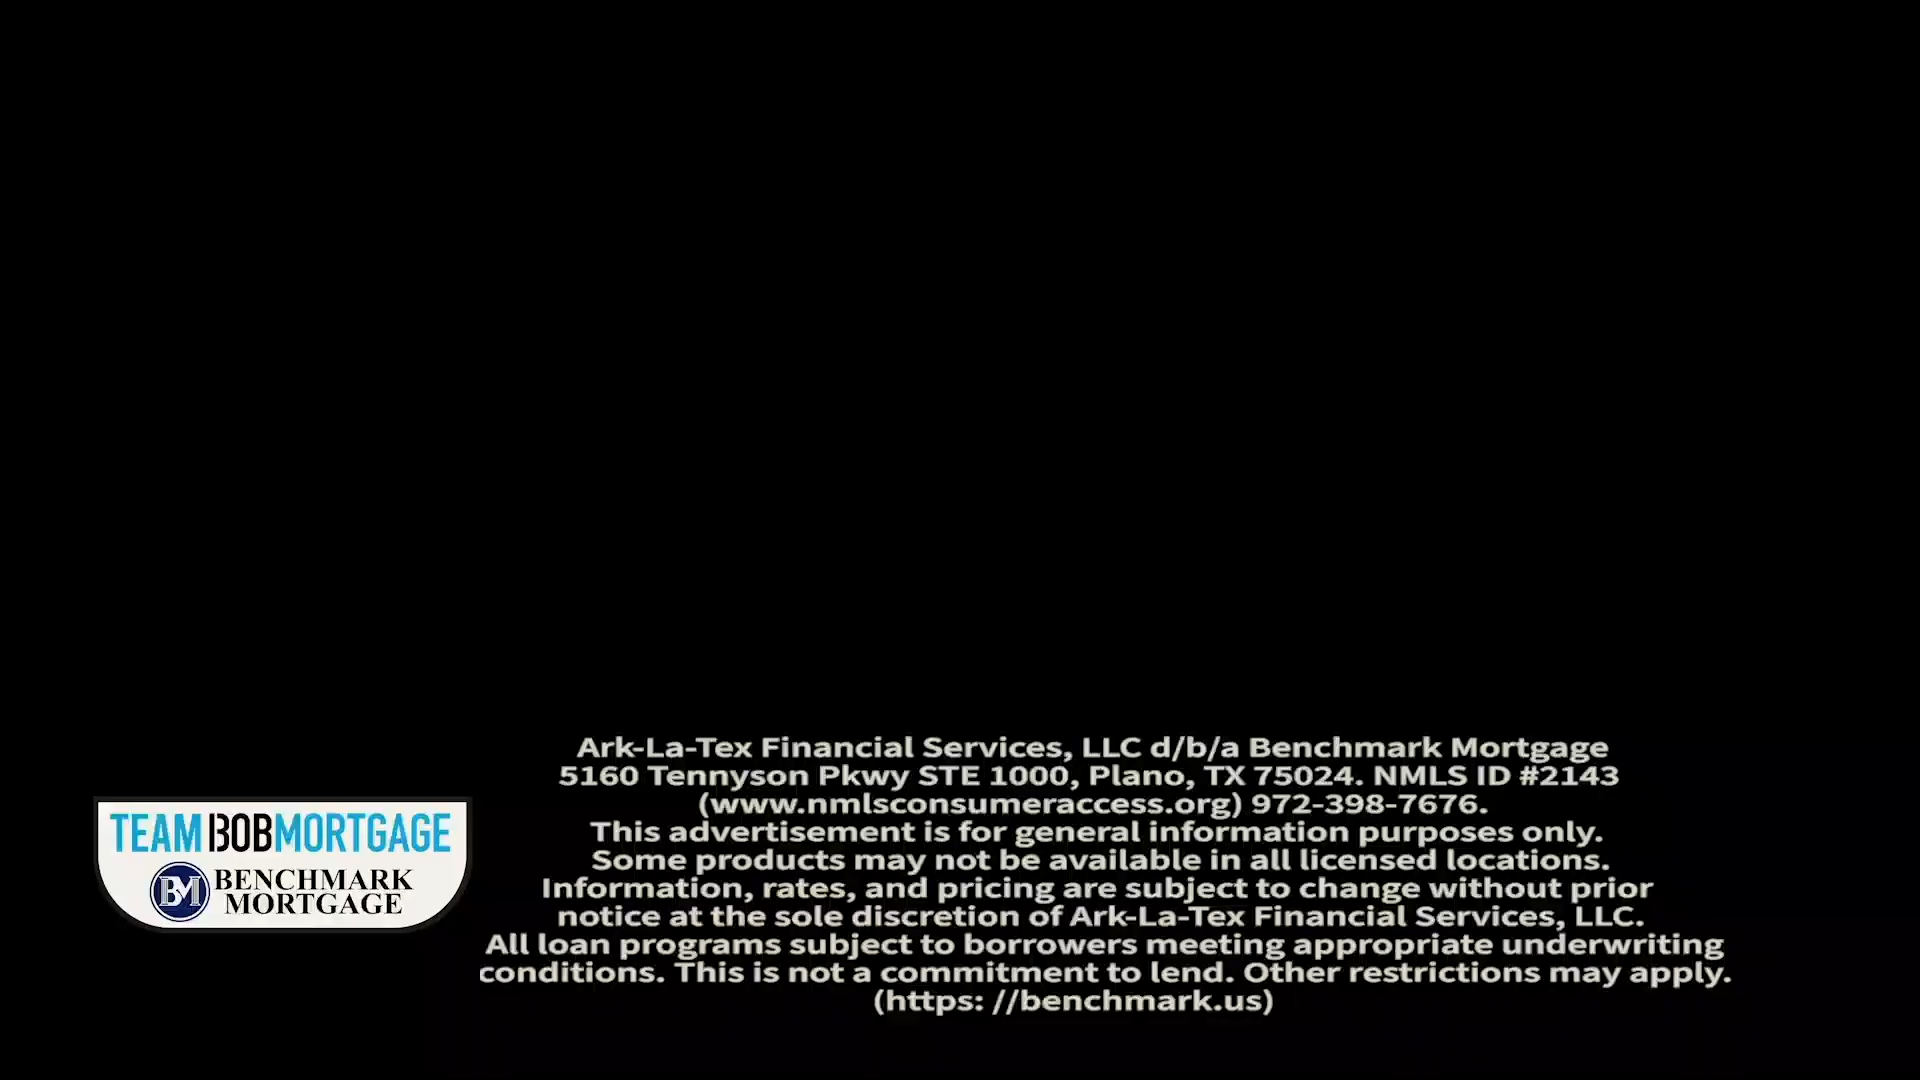 Ark-La-Tex Financial Services, LLC d/b/a Benchmark Mortgage
5160 Tennyson Pkwy STE 1000, Plano, TX 75024. NMLS ID #2143
(www.nmlsconsumeraccess.org) 972-398-7676.
This advertisement is for general information purposes only.
Some products may not be available in all licensed locations.
Information, rates, and pricing are subject to change without prior
notice at the sole discretion of Ark-La-Tex Financial Services, LLC.
All loan programs subject to borrowers meeting appropriate underwriting
conditions. This is not a commitment to lend. Other restrictions may apply.
(https: //benchmark.us)
TEAM BOBMORTGAGE
BM BENCHMARK
MORTGAGE